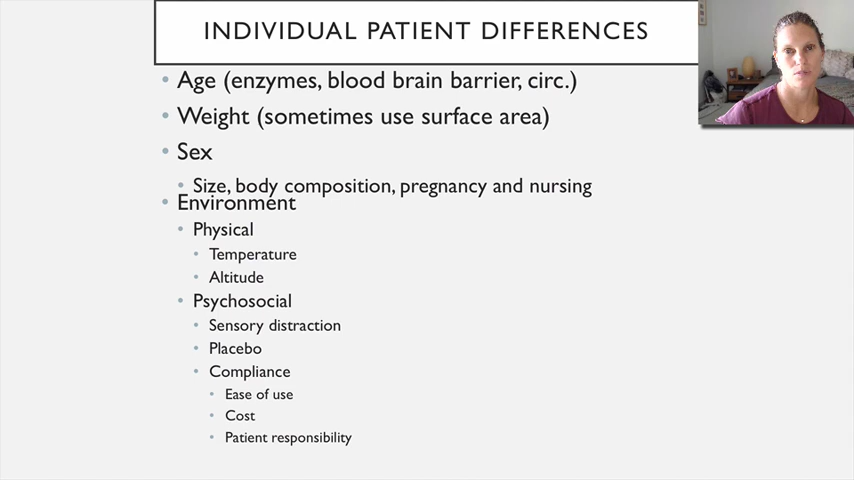 INDIVIDUAL PATIENT DIFFERENCES
• Age (enzymes, blood brain barrier, circ.)
• Weight (sometimes use surface area)
• Sex
• Size, body composition, pregnancy and nursing
• Environment
• Physical
• Temperature
• Altitude
• Psychosocial
• Sensory distraction
• Placebo
• Compliance
• Ease of use
• Cost
• Patient responsibility